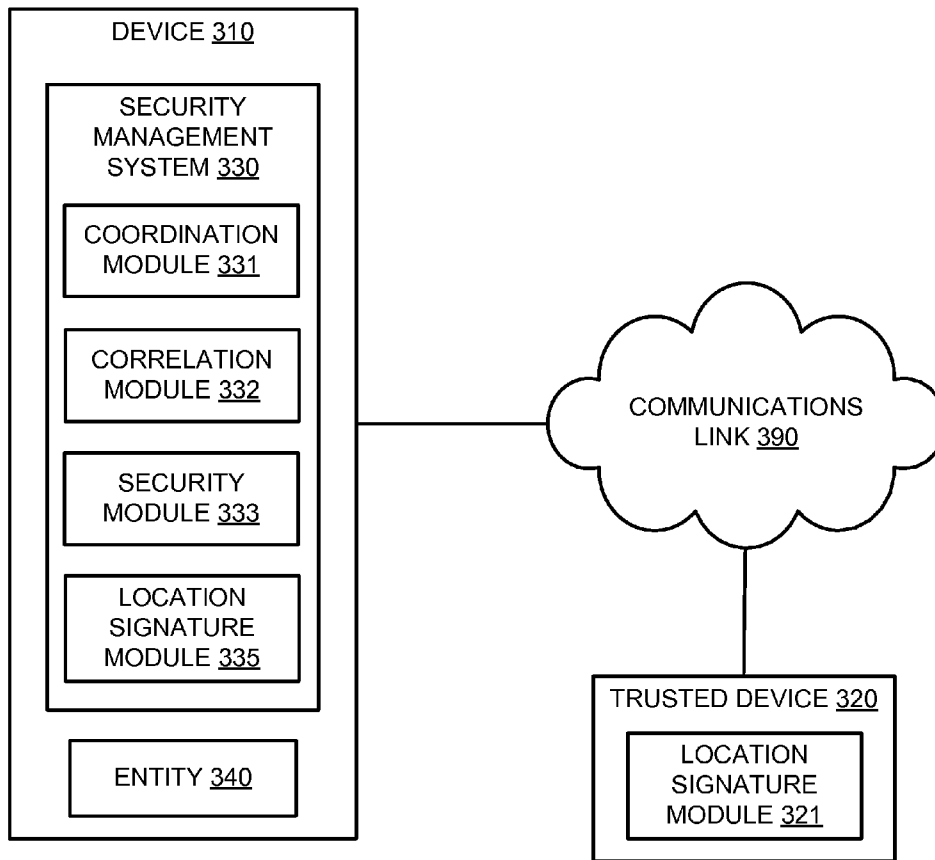 DEVICE 310
SECURITY
MANAGEMENT
SYSTEM 330
COORDINATION
MODULE 331
CORRELATION
MODULE 332
SECURITY
MODULE 333
LOCATION
SIGNATURE
MODULE 335
ENTITY 340
COMMUNICATIONS
LINK 390
TRUSTED DEVICE 320
LOCATION
SIGNATURE
MODULE 321